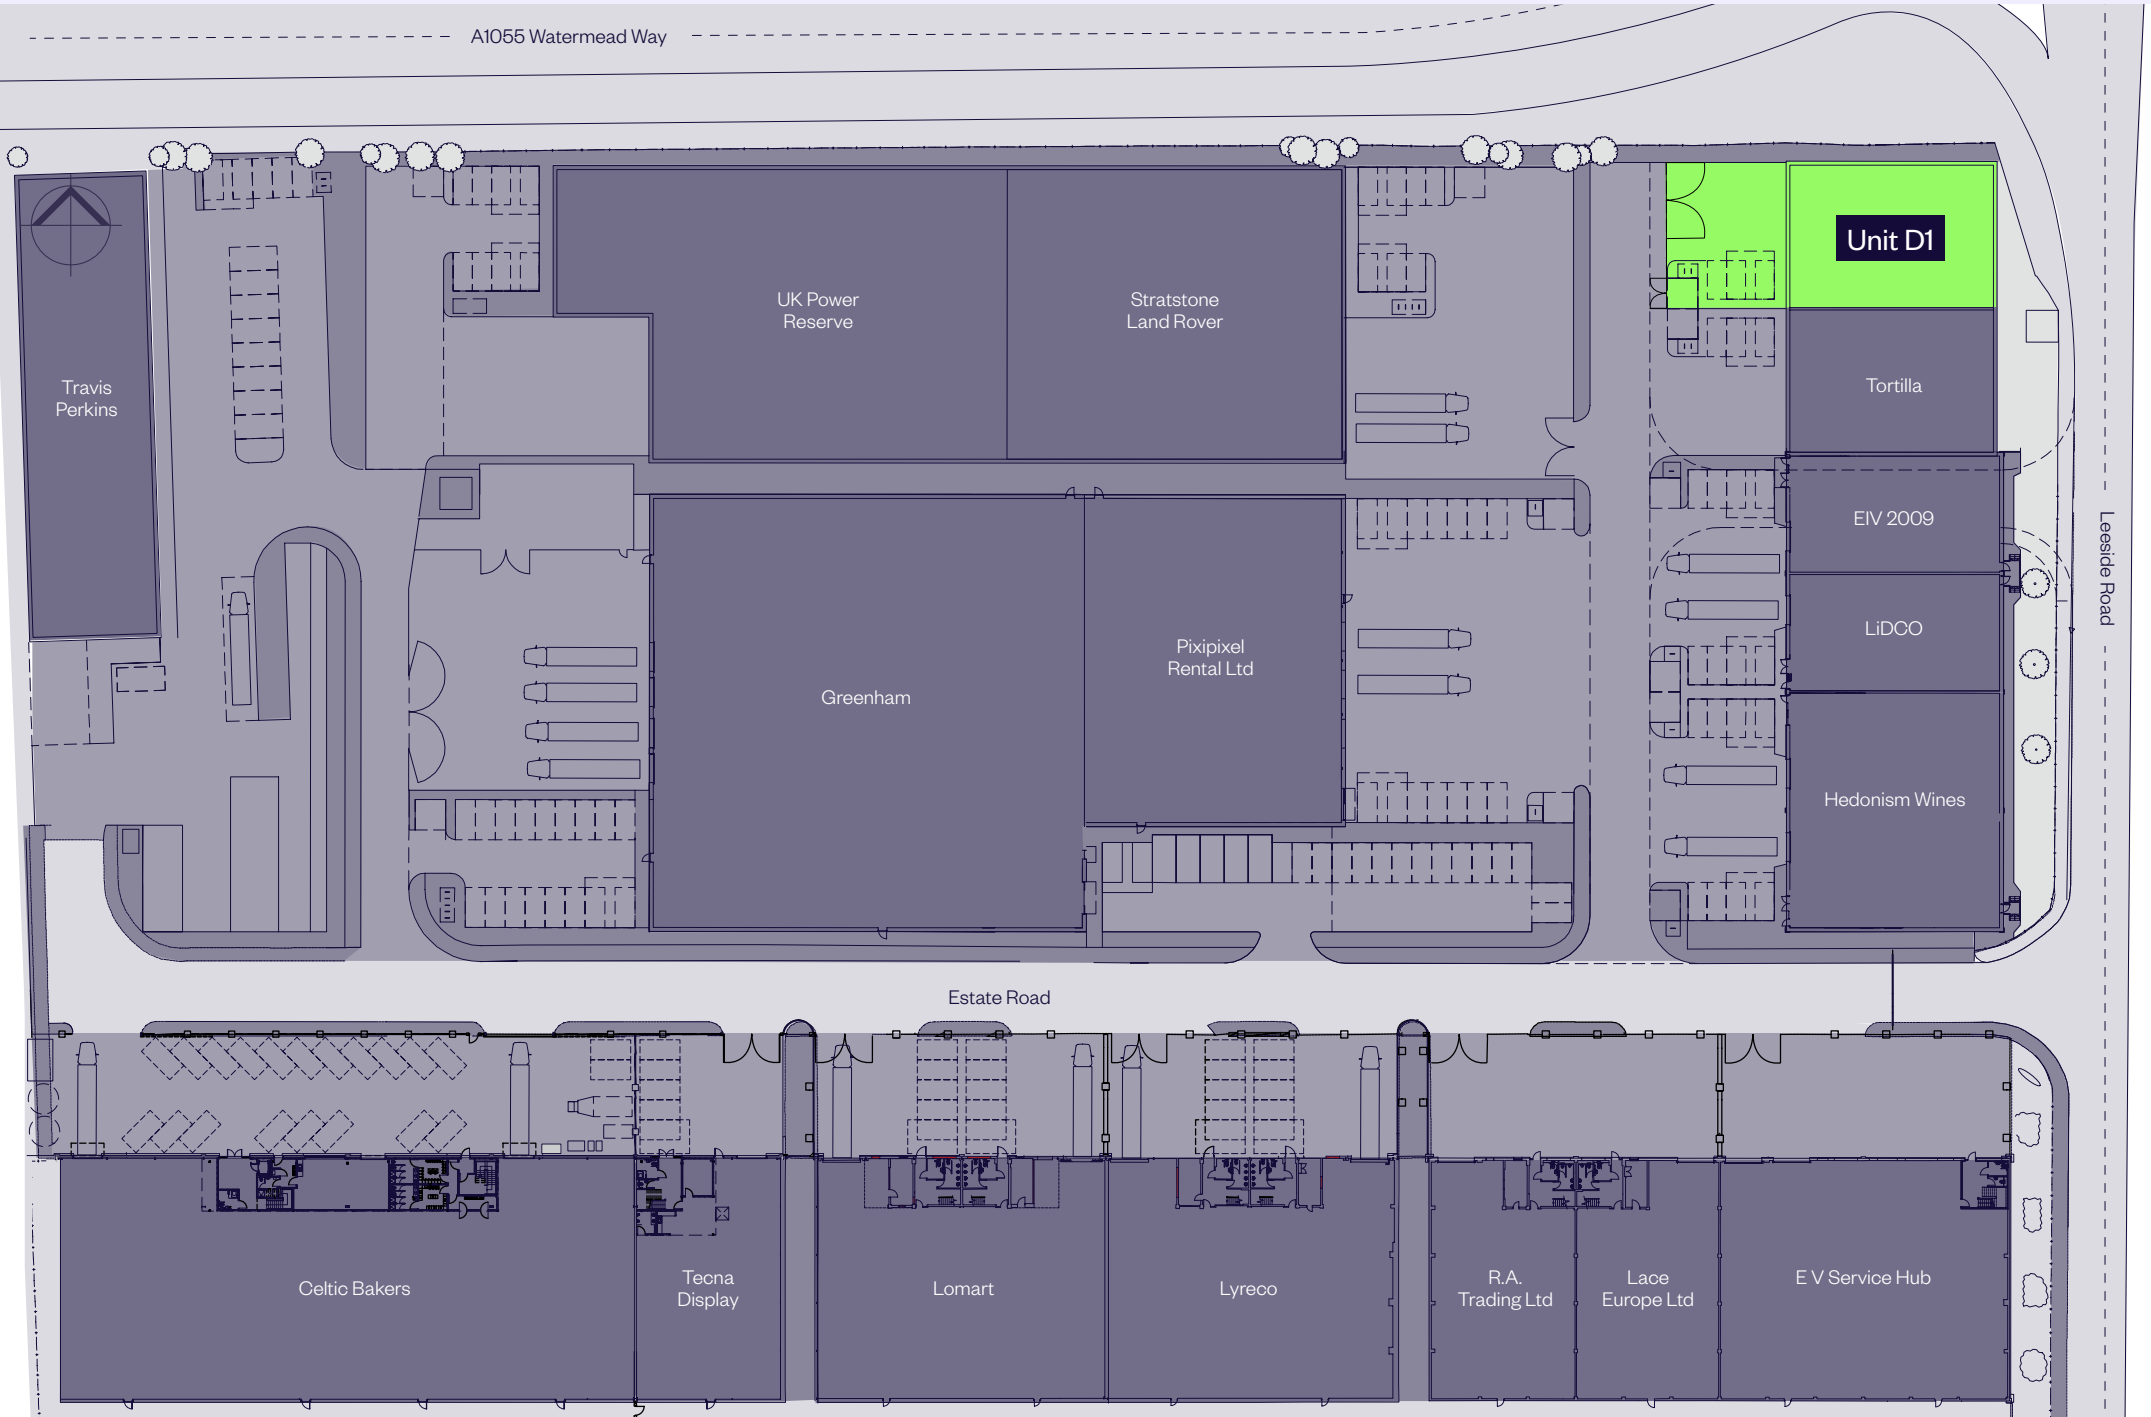 A1055 Watermead Way
Unit D1
UK Power
Reserve
Stratstone
Land Rover
Travis
Perkins
Tortilla
EIV 2009
LiDCO
Leeside Road
Pixipixel
Rental Ltd
Greenham
Hedonism Wines
Estate Road
Celtic Bakers
Tecna
Display
Lomart
Lyreco
R.A.
Trading Ltd
Lace
Europe Ltd
E V Service Hub